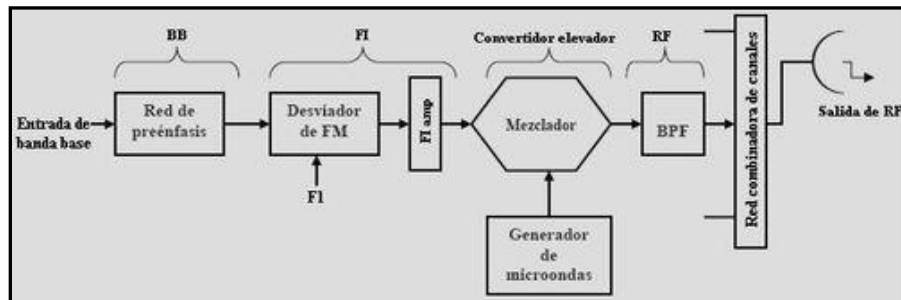 BB
FI
Convertidor elevador
RF
Entrada de
banda base
Red de
preénfasis
Desviador
de FM
F1
FI amp
Mezclador
Generador
de
microondas
BPF
Red combinadora de canales
Salida de RF